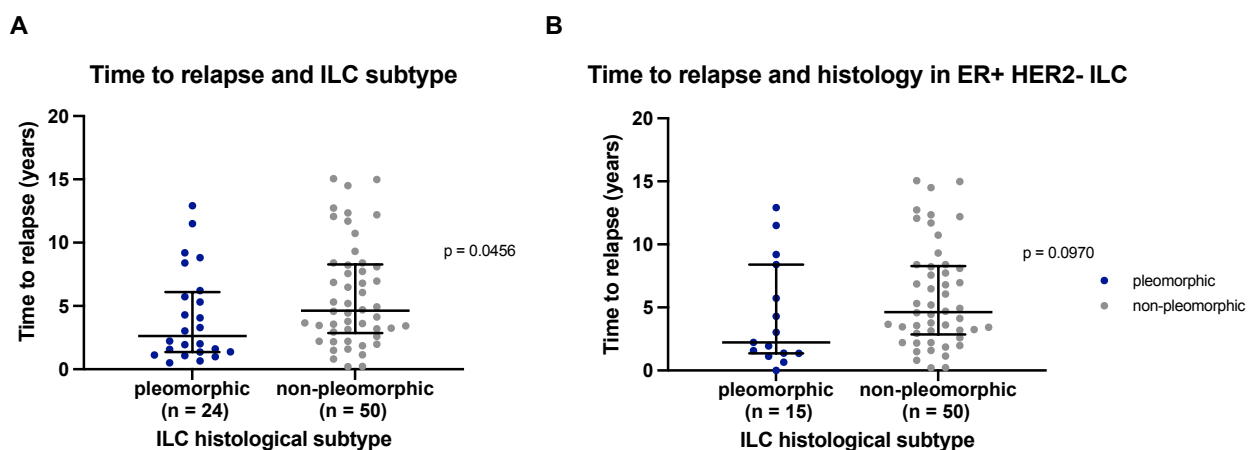 A
Time to relapse and ILC subtype
Time to relapse (years)
20
15
10
5
0
p = 0.0456
pleomorphic
(n = 24)
non-pleomorphic
(n = 50)
ILC histological subtype
B
Time to relapse and histology in ER+ HER2- ILC
Time to relapse (years)
20
15
10
5
0
p = 0.0970
pleomorphic
non-pleomorphic
pleomorphic
(n = 15)
non-pleomorphic
(n = 50)
ILC histological subtype